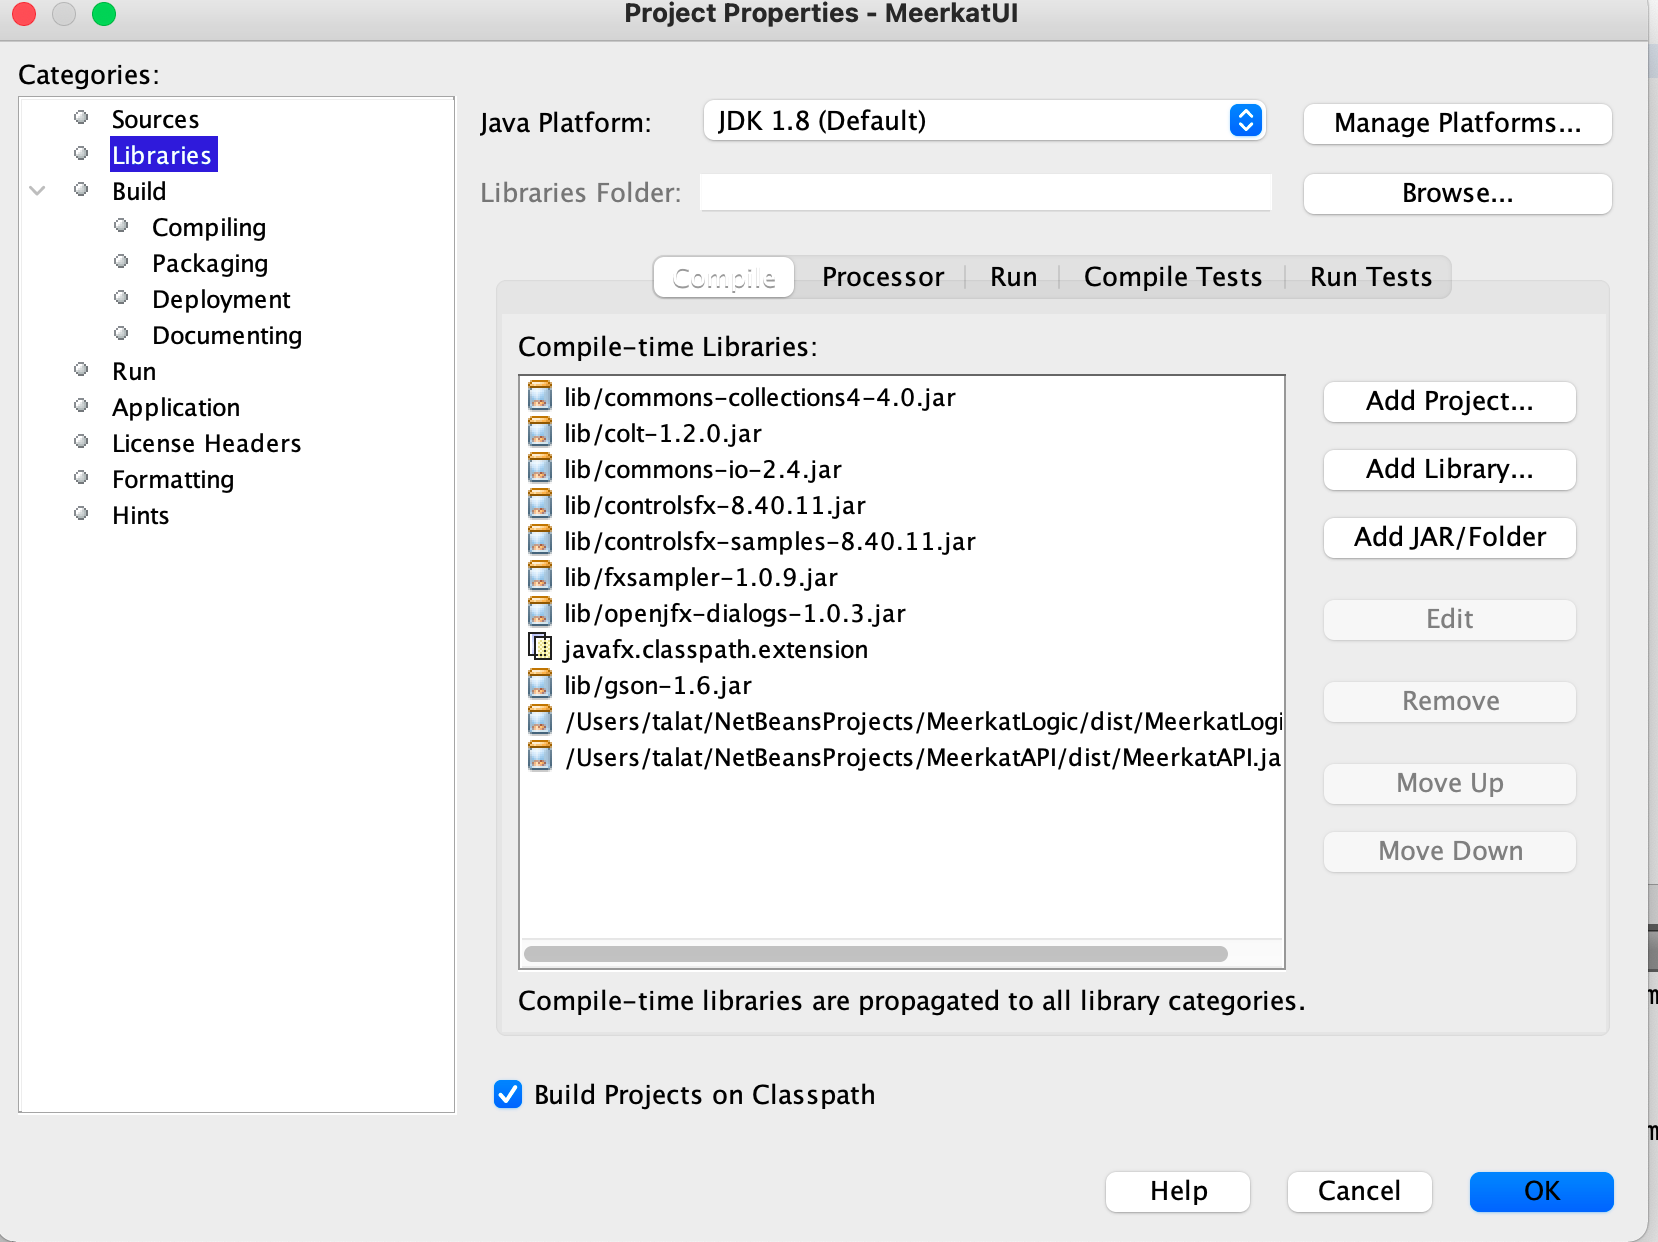 Project Properties - MeerkatUI
Categories:
Sources
Libraries
Build
Compiling
Packaging
Deployment
Documenting
Run
Application
License Headers
Formatting
Hints
Java Platform:
JDK 1.8 (Default)
Manage Platforms...
Libraries Folder:
Browse...
Compile
Processor
Run
Compile Tests
Run Tests
Compile-time Libraries:
lib/commons-collections4-4.0.jar
lib/colt-1.2.0.jar
lib/commons-io-2.4.jar
lib/controlsfx-8.40.11.jar
lib/controlsfx-samples-8.40.11.jar
lib/fxsampler-1.0.9.jar
lib/openjfx-dialogs-1.0.3.jar
javafx.classpath.extension
lib/gson-1.6.jar
/Users/talat/NetBeansProjects/MeerkatLogic/dist/MeerkatLogi
/Users/talat/NetBeansProjects/MeerkatAPI/dist/MeerkatAPI.ja
Add Project...
Add Library...
Add JAR/Folder
Edit
Remove
Move Up
Move Down
Compile-time libraries are propagated to all library categories.
Build Projects on Classpath
Help
Cancel
OK